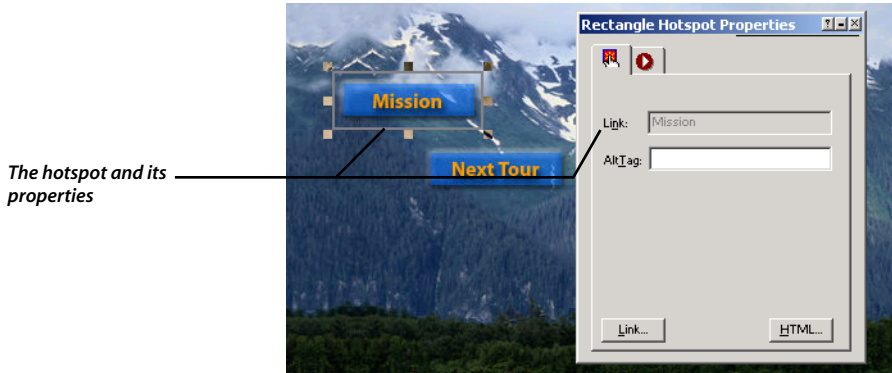 Rectangle Hotspot Properties
Mission
Link:
Mission
AltTag:
The hotspot and its
properties
Next Tour
Link...
HTML...